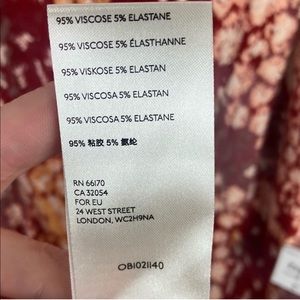 95% VISCOSE 5% ELASTANE
95% VISCOSE 5% ÉLASTHANNE
95% VISKOSE 5% ELASTAN
95% VISCOSA 5% ELASTAN
95% VISCOSA 5% ELASTANE
95% 粘胶 5% 氨纶
RN 66170
CA 32054
FOR EU
24 WEST STREET
LONDON, WC2H9NA
OB1021140